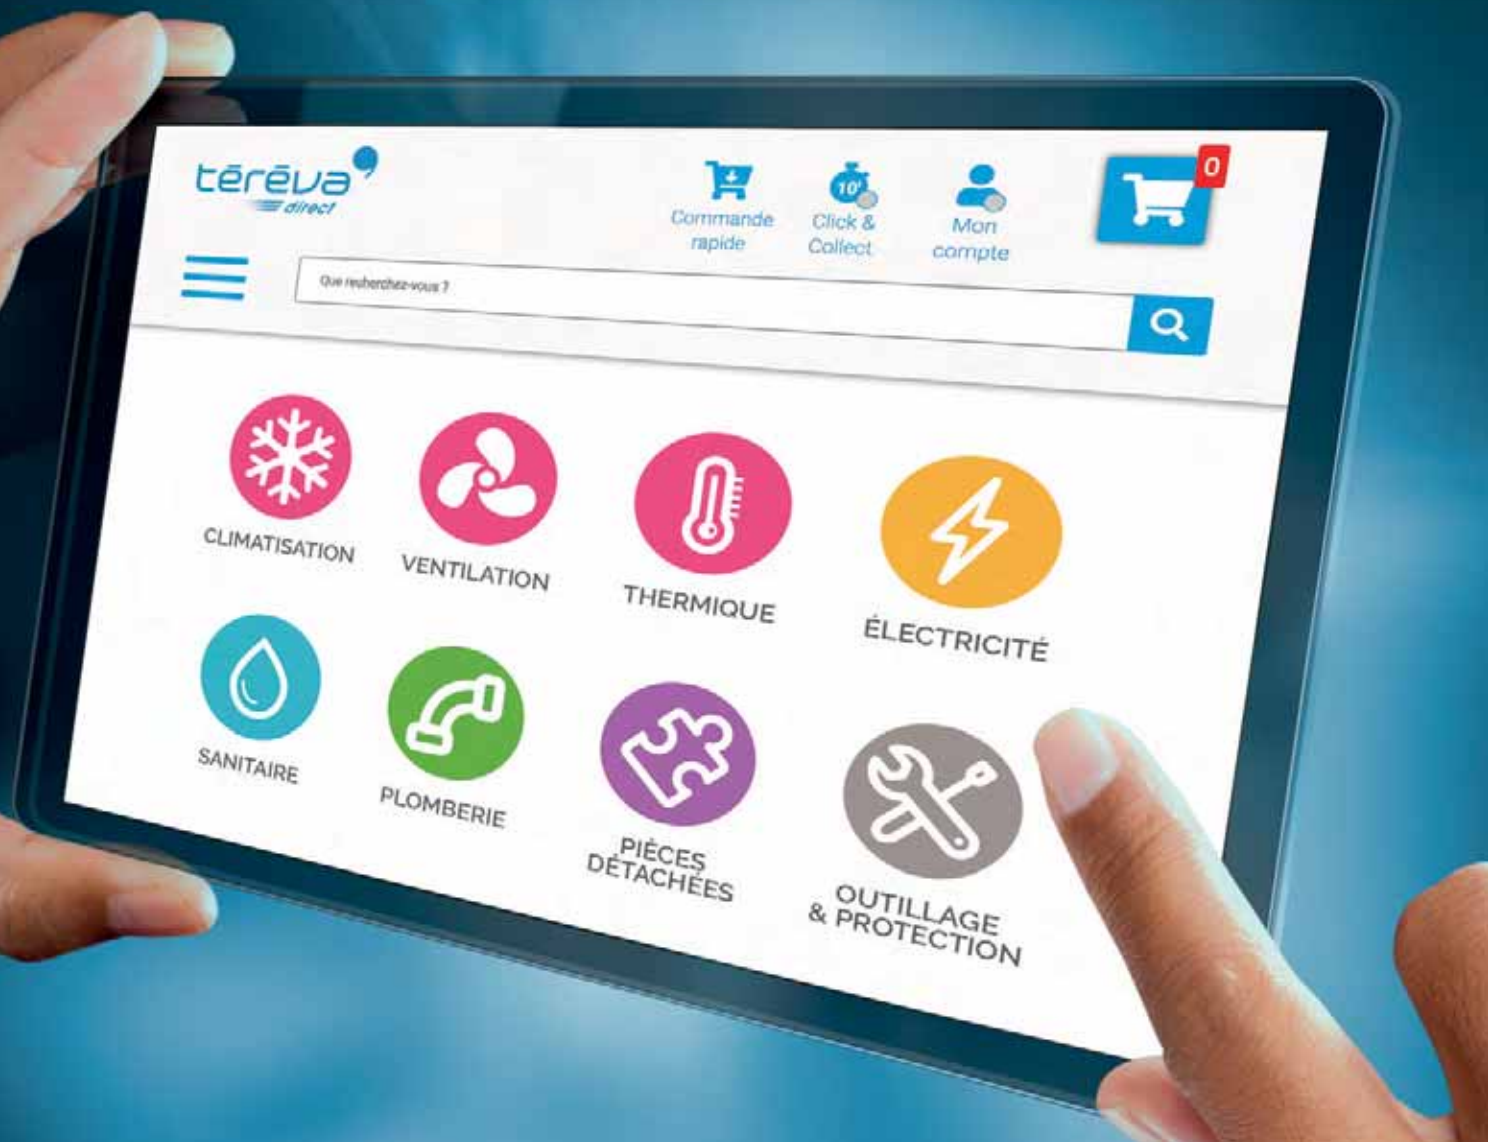 tērēva
direct
Commande
rapide
10'
Click &
Collect
Mon
compte
0
Que recherchez-vous ?
CLIMATISATION
VENTILATION
THERMIQUE
ÉLECTRICITÉ
SANITAIRE
PLOMBERIE
PIÈCES
DÉTACHÉES
OUTILLAGE
& PROTECTION